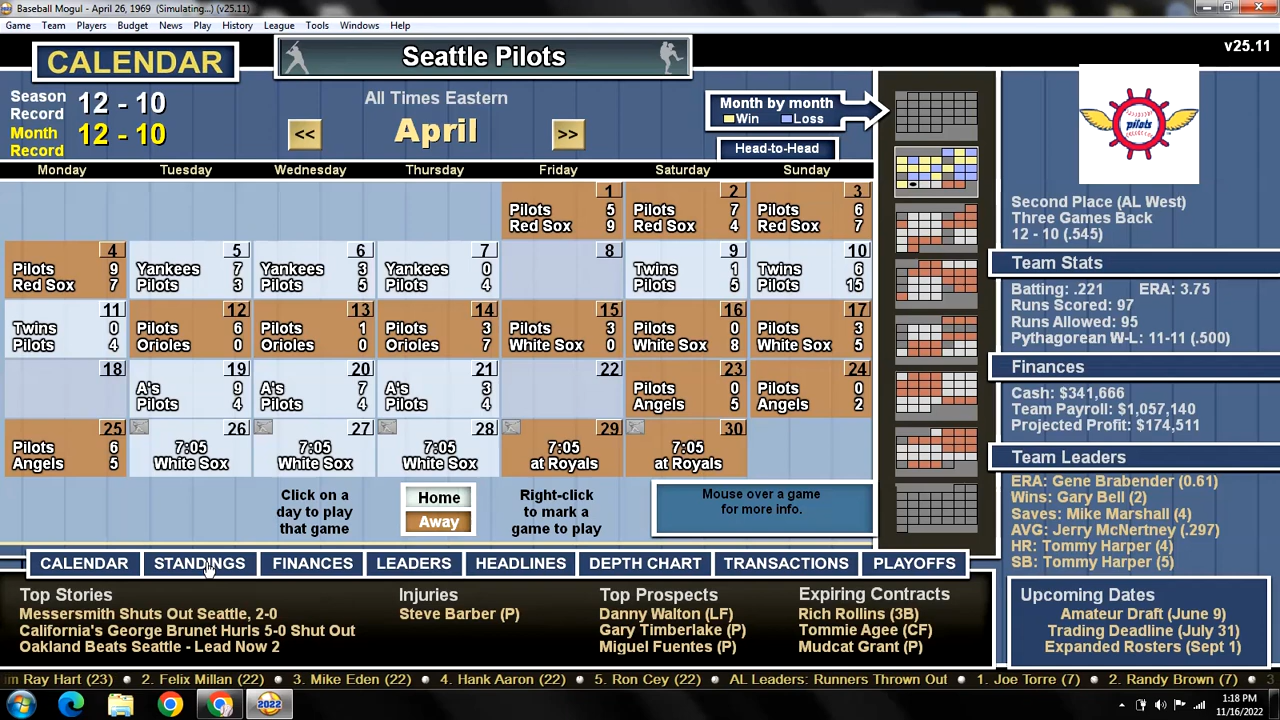 Baseball Mogul - April 26, 1969 (Simulating...) (v25.11)
Game Team Players Budget News Play History League Tools Windows Help
CALENDAR
Seattle Pilots
v25.11
Season Record 12 - 10
Month Record 12 - 10
All Times Eastern
<< April >>
Month by month
Win Loss
Head-to-Head
Monday Tuesday Wednesday Thursday Friday Saturday Sunday
1 2 3
Pilots 5 Pilots 7 Pilots 6
Red Sox 9 Red Sox 4 Red Sox 7
4 5 6 7 8 9 10
Pilots 9 Yankees 7 Yankees 3 Yankees 0 Twins 1 Twins 6
Red Sox 7 Pilots 3 Pilots 5 Pilots 4 Pilots 5 Pilots 15
11 12 13 14 15 16 17
Twins 0 Pilots 6 Pilots 1 Pilots 3 Pilots 3 Pilots 0 Pilots 3
Pilots 4 Orioles 0 Orioles 0 Orioles 7 White Sox 0 White Sox 8 White Sox 5
18 19 20 21 22 23 24
A's 9 A's 7 A's 3 Pilots 0 Pilots 0
Pilots 4 Pilots 4 Pilots 4 Angels 5 Angels 2
25 26 27 28 29 30
Pilots 6 7:05 7:05 7:05 7:05 7:05
Angels 5 White Sox White Sox White Sox at Royals at Royals
Click on a day to play that game
Home
Away
Right-click to mark a game to play
Mouse over a game for more info.
pilots
Second Place (AL West)
Three Games Back
12 - 10 (.545)
Team Stats
Batting: .221 ERA: 3.75
Runs Scored: 97
Runs Allowed: 95
Pythagorean W-L: 11-11 (.500)
Finances
Cash: $341,666
Team Payroll: $1,057,140
Projected Profit: $174,511
Team Leaders
ERA: Gene Brabender (0.61)
Wins: Gary Bell (2)
Saves: Mike Marshall (4)
AVG: Jerry McNertney (.297)
HR: Tommy Harper (4)
SB: Tommy Harper (5)
CALENDAR STANDINGS FINANCES LEADERS HEADLINES DEPTH CHART TRANSACTIONS PLAYOFFS
Top Stories
Messersmith Shuts Out Seattle, 2-0
California's George Brunet Hurls 5-0 Shut Out
Oakland Beats Seattle - Lead Now 2
Injuries
Steve Barber (P)
Top Prospects
Danny Walton (LF)
Gary Timberlake (P)
Miguel Fuentes (P)
Expiring Contracts
Rich Rollins (3B)
Tommie Agee (CF)
Mudcat Grant (P)
Upcoming Dates
Amateur Draft (June 9)
Trading Deadline (July 31)
Expanded Rosters (Sept 1)
im Ray Hart (23) • 2. Felix Millan (22) • 3. Mike Eden (22) • 4. Hank Aaron (22) • 5. Ron Cey (22) AL Leaders: Runners Thrown Out • 1. Joe Torre (7) • 2. Randy Brown (7) • 3
2022
1:18 PM
11/16/2022